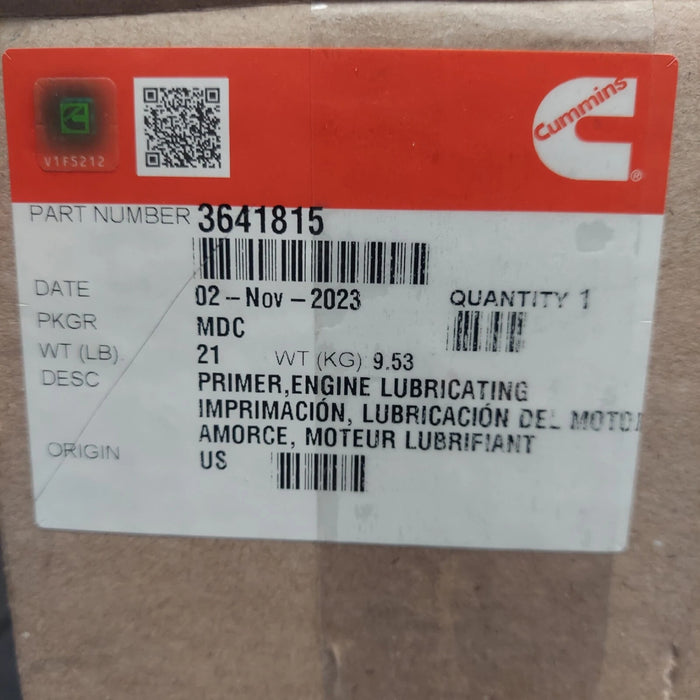 Cummins
®
V1F5212
PART NUMBER 3641815
DATE 02-Nov-2023 QUANTITY 1
PKGR MDC
WT (LB) 21 WT (KG) 9.53
DESC PRIMER,ENGINE LUBRICATING
IMPRIMACIÓN, LUBRICACIÓN DEL MOTOR
AMORCE, MOTEUR LUBRIFIANT
ORIGIN US